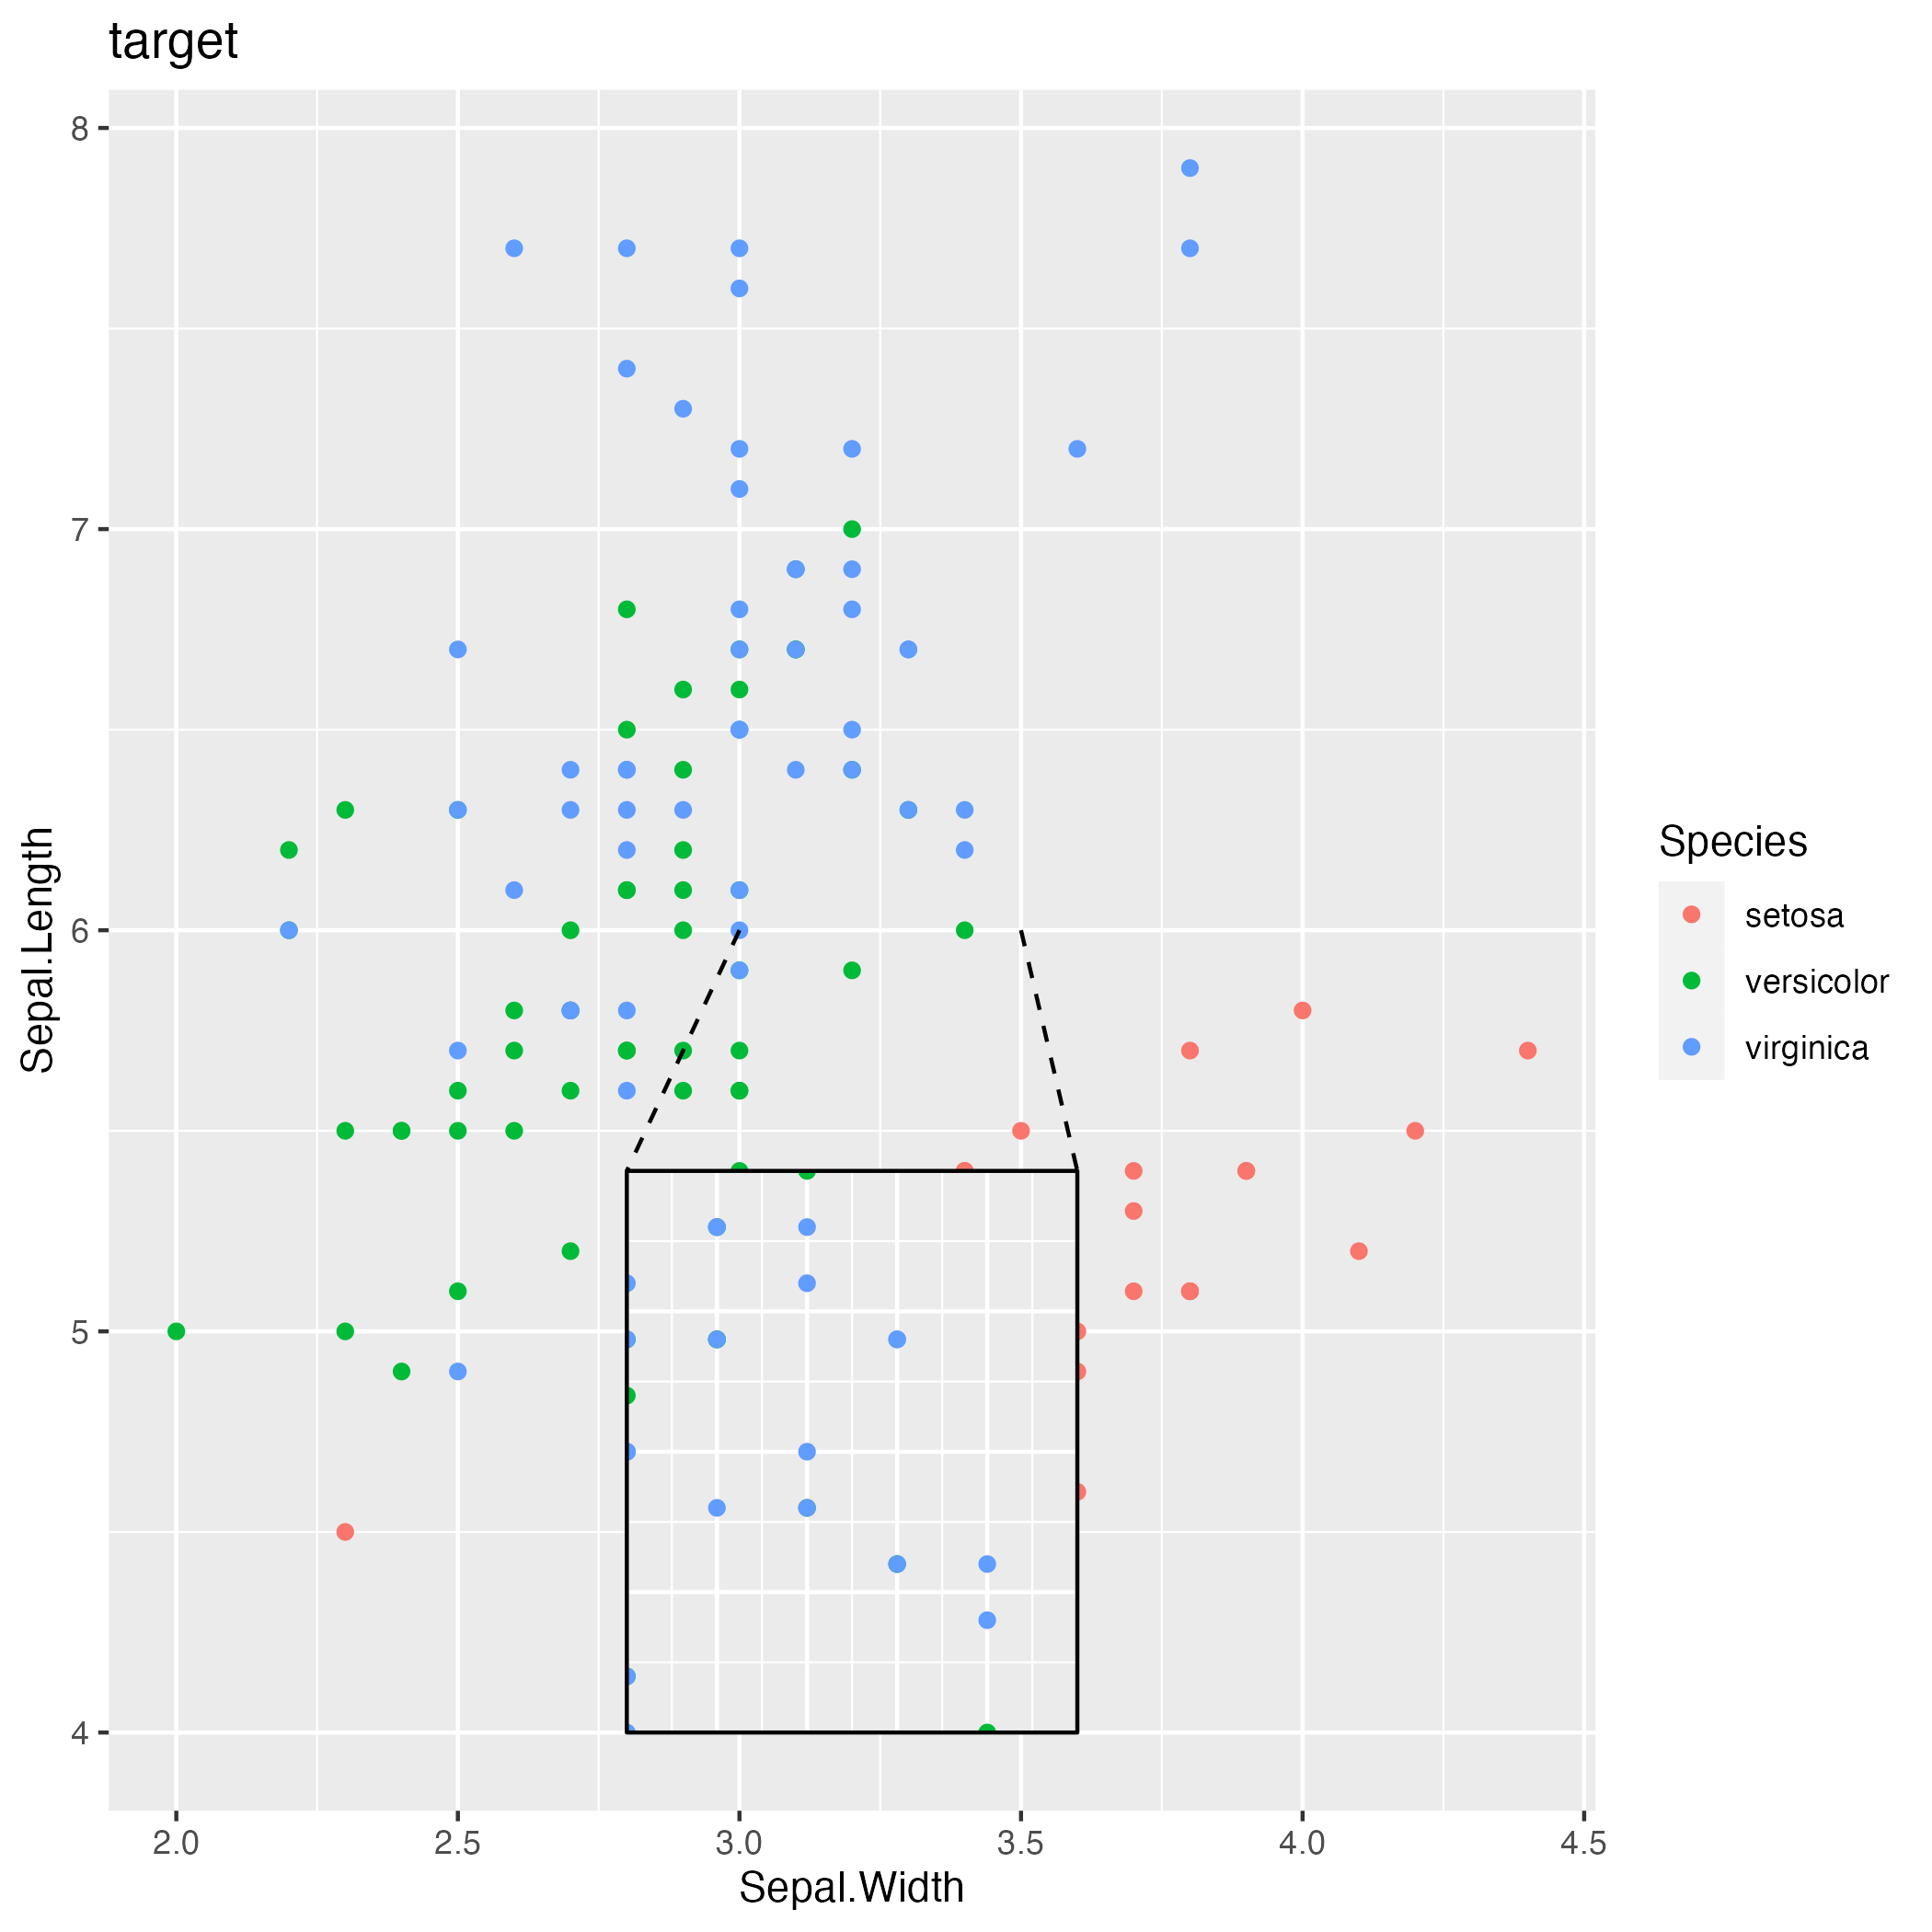 target
8
7
6
5
4
Sepal.Length
2.0 2.5 3.0 3.5 4.0 4.5
Sepal.Width
Species
setosa
versicolor
virginica